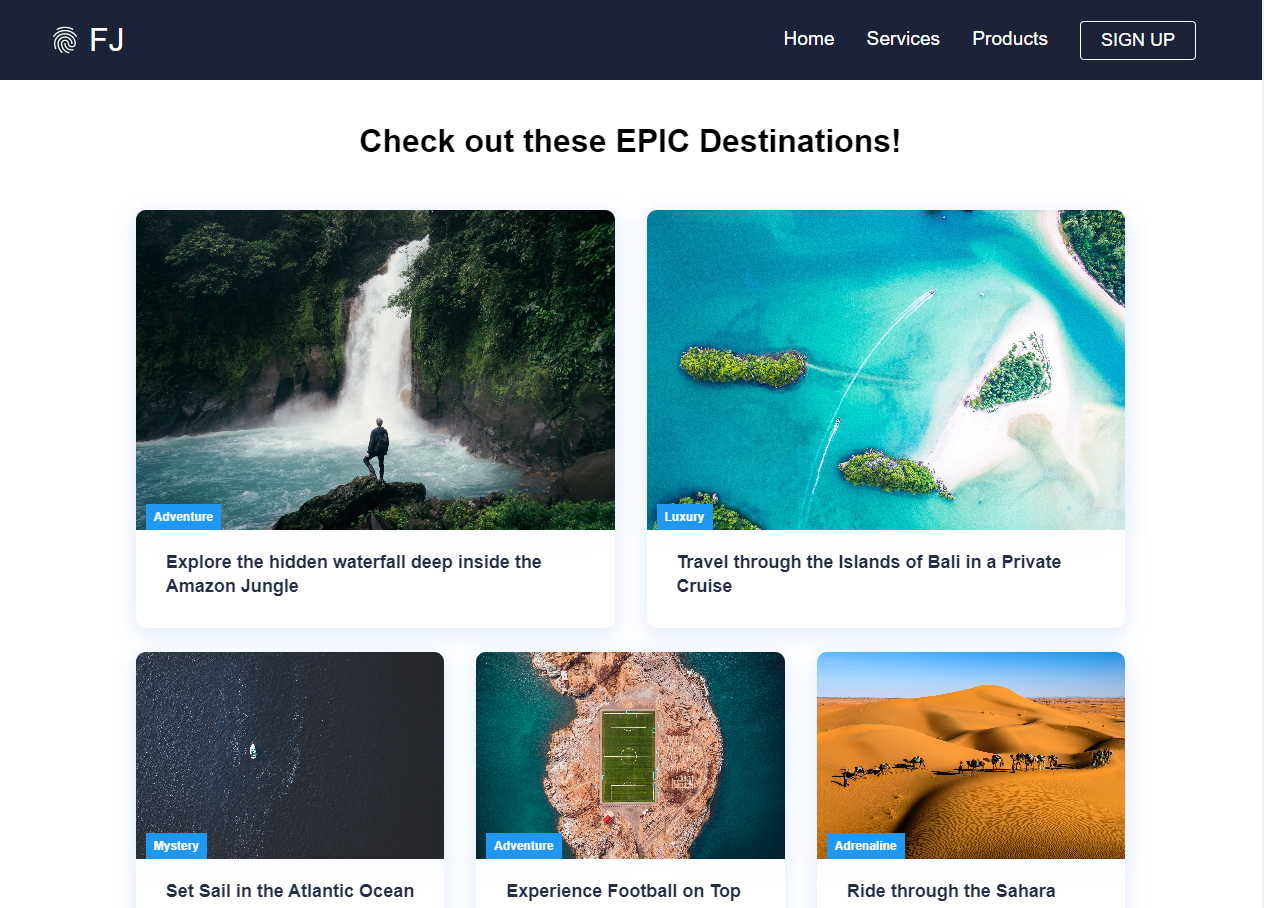 FJ
Home Services Products SIGN UP
Check out these EPIC Destinations!
Adventure
Explore the hidden waterfall deep inside the
Amazon Jungle
Luxury
Travel through the Islands of Bali in a Private
Cruise
Mystery
Set Sail in the Atlantic Ocean
Adventure
Experience Football on Top
Adrenaline
Ride through the Sahara